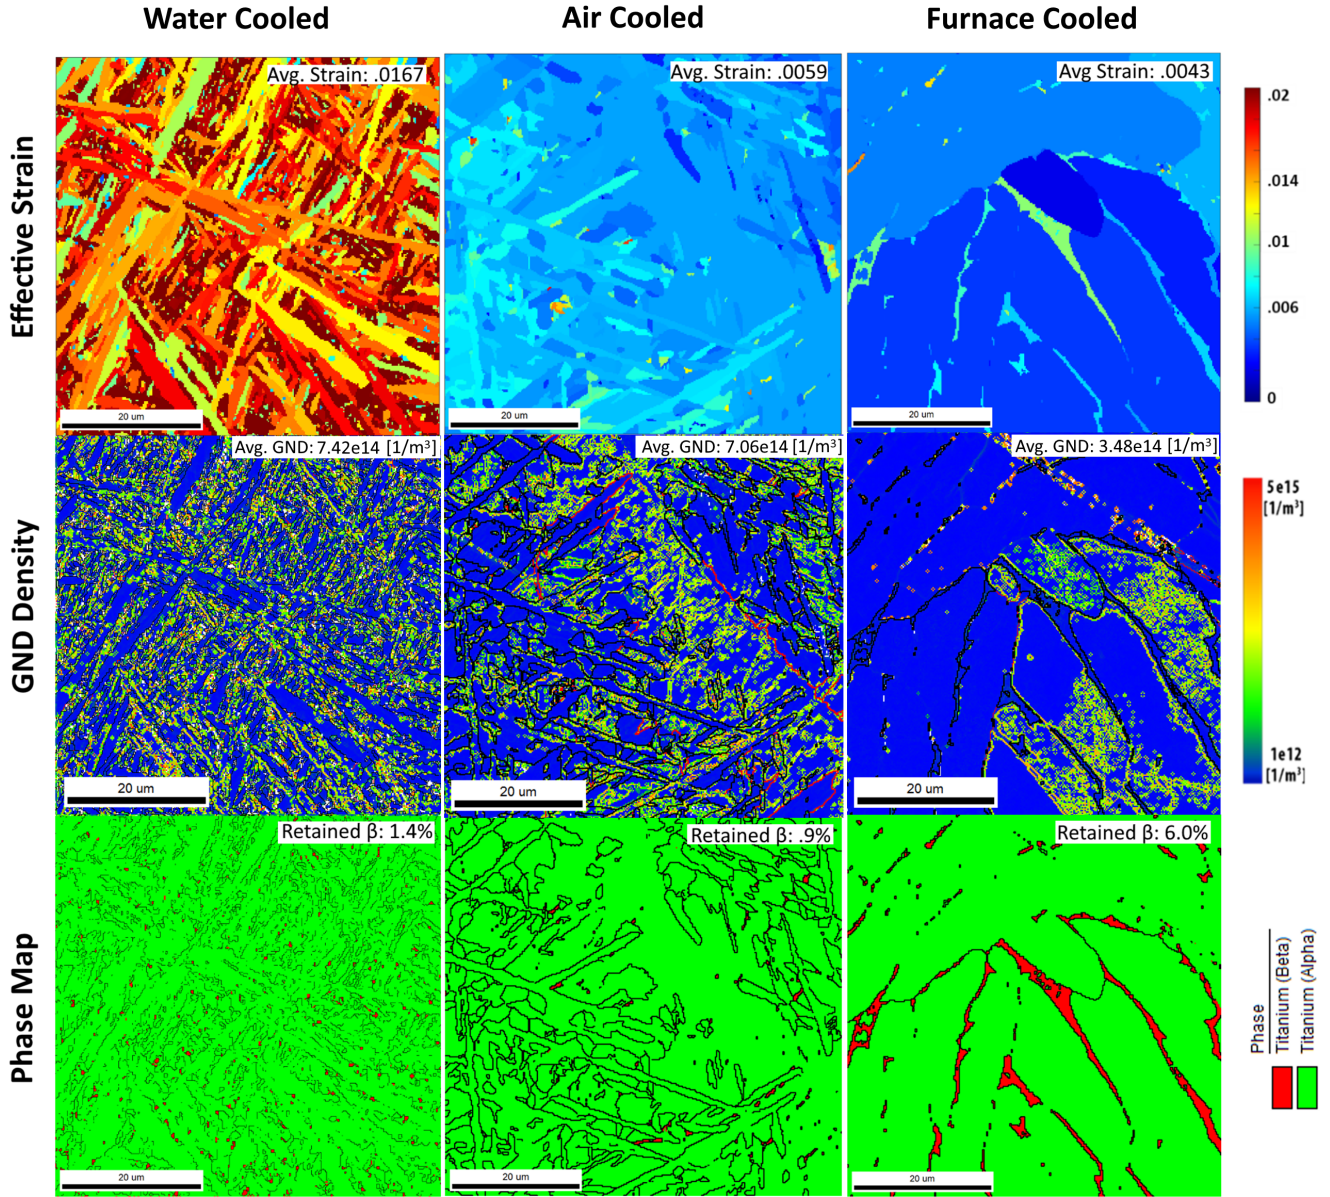 Water Cooled
Air Cooled
Furnace Cooled
Effective Strain
Avg. Strain: .0167
Avg. Strain: .0059
Avg Strain: .0043
.02
.014
.01
.006
0
20 um
20 um
20 um
GND Density
Avg. GND: 7.42e14 [1/m³]
Avg. GND: 7.06e14 [1/m³]
Avg. GND: 3.48e14 [1/m³]
5e15
[1/m³]
1e12
[1/m³]
20 um
20 um
20 um
Phase Map
Retained β: 1.4%
Retained β: .9%
Retained β: 6.0%
Phase
Titanium (Beta)
Titanium (Alpha)
20 um
20 um
20 um